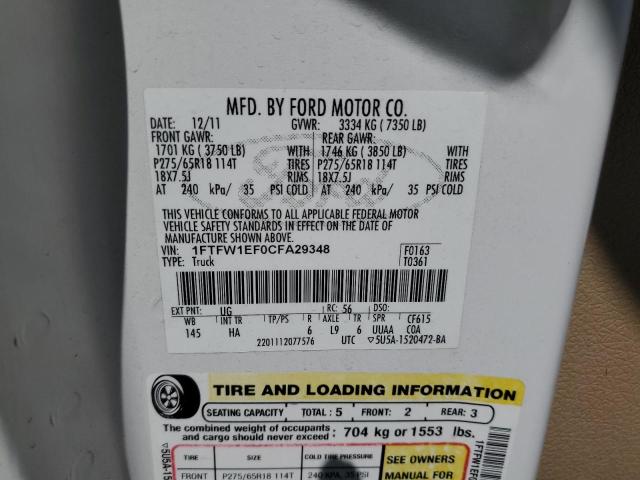 MFD. BY FORD MOTOR CO.
DATE: 12/11 GVWR: 3334 KG ( 7350 LB)
FRONT GAWR: REAR GAWR:
1701 KG ( 3750 LB) WITH 1746 KG ( 3850 LB) WITH
P275/65R18 114T TIRES P275/65R18 114T TIRES
18X7.5J RIMS 18X7.5J RIMS
AT 240 kPa/ 35 PSI COLD AT 240 kPa/ 35 PSI COLD
THIS VEHICLE CONFORMS TO ALL APPLICABLE FEDERAL MOTOR
VEHICLE SAFETY STANDARDS IN EFFECT ON THE DATE OF
MANUFACTURE SHOWN ABOVE.
VIN: 1FTFW1EF0CFA29348 F0163
TYPE: Truck T0361
EXT PNT: UG RC: 56 DSO:
WB INT TR TP/PS R AXLE TR SPR CF615
145 HA 6 L9 6 UUAA COA
2201112077576 UTC ▽5U5A-1520472-BA
TIRE AND LOADING INFORMATION
SEATING CAPACITY TOTAL: 5 FRONT: 2 REAR: 3
The combined weight of occupants
and cargo should never exceed: 704 kg or 1553 lbs.
TIRE SIZE COLD TIRE PRESSURE SEE OWNERS
FRONT P275/65R18 114T 240 KPA, 35 PSI MANUAL FOR